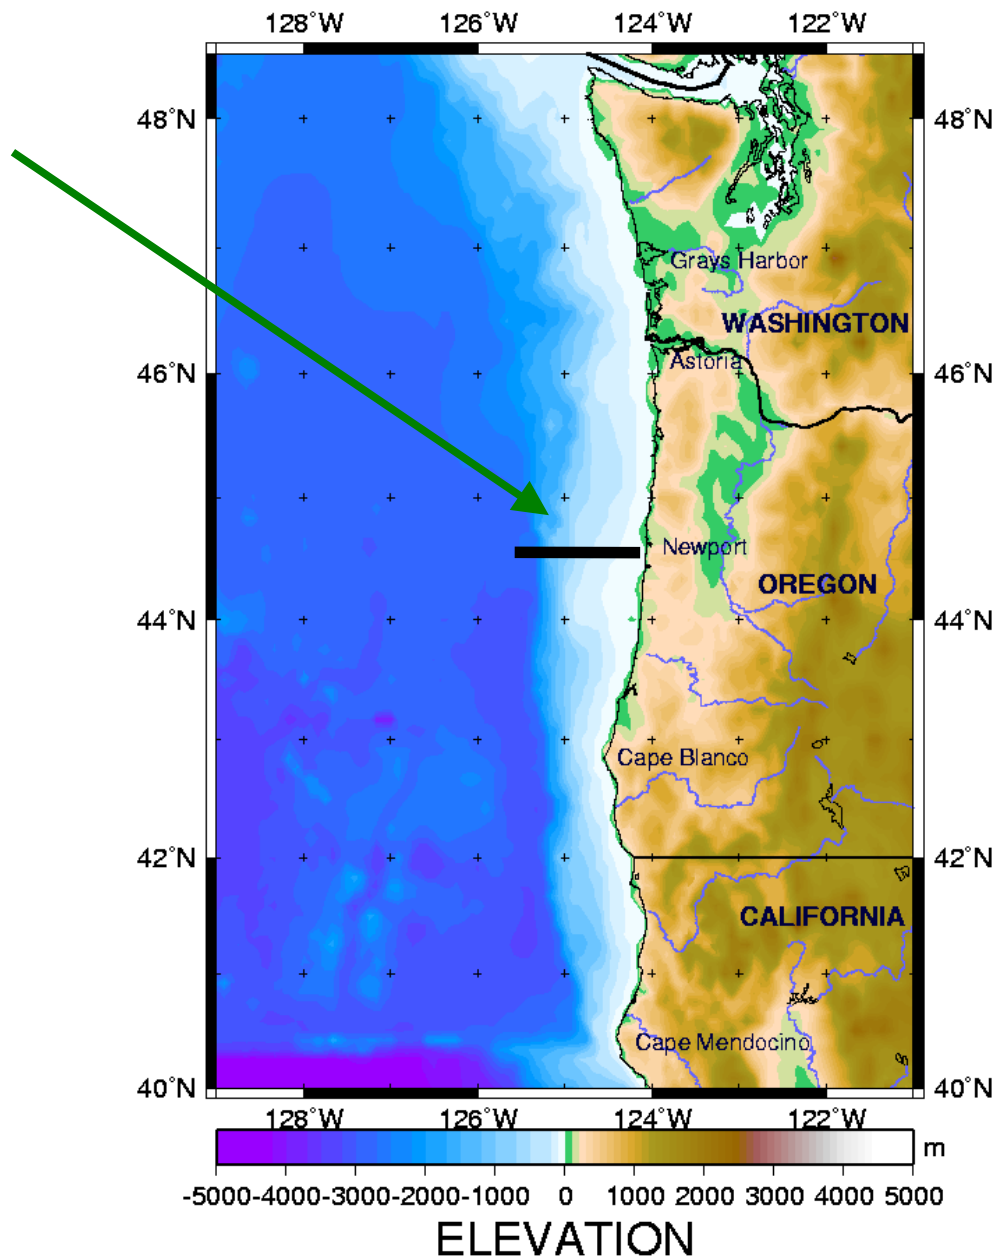 128˚W 126˚W 124˚W 122˚W
48˚N 48˚N
Grays Harbor
WASHINGTON
Astoria
46˚N 46˚N
Newport
OREGON
44˚N 44˚N
Cape Blanco
42˚N 42˚N
CALIFORNIA
Cape Mendocino
40˚N 40˚N
128˚W 126˚W 124˚W 122˚W
m
-5000 -4000 -3000 -2000 -1000 0 1000 2000 3000 4000 5000
ELEVATION